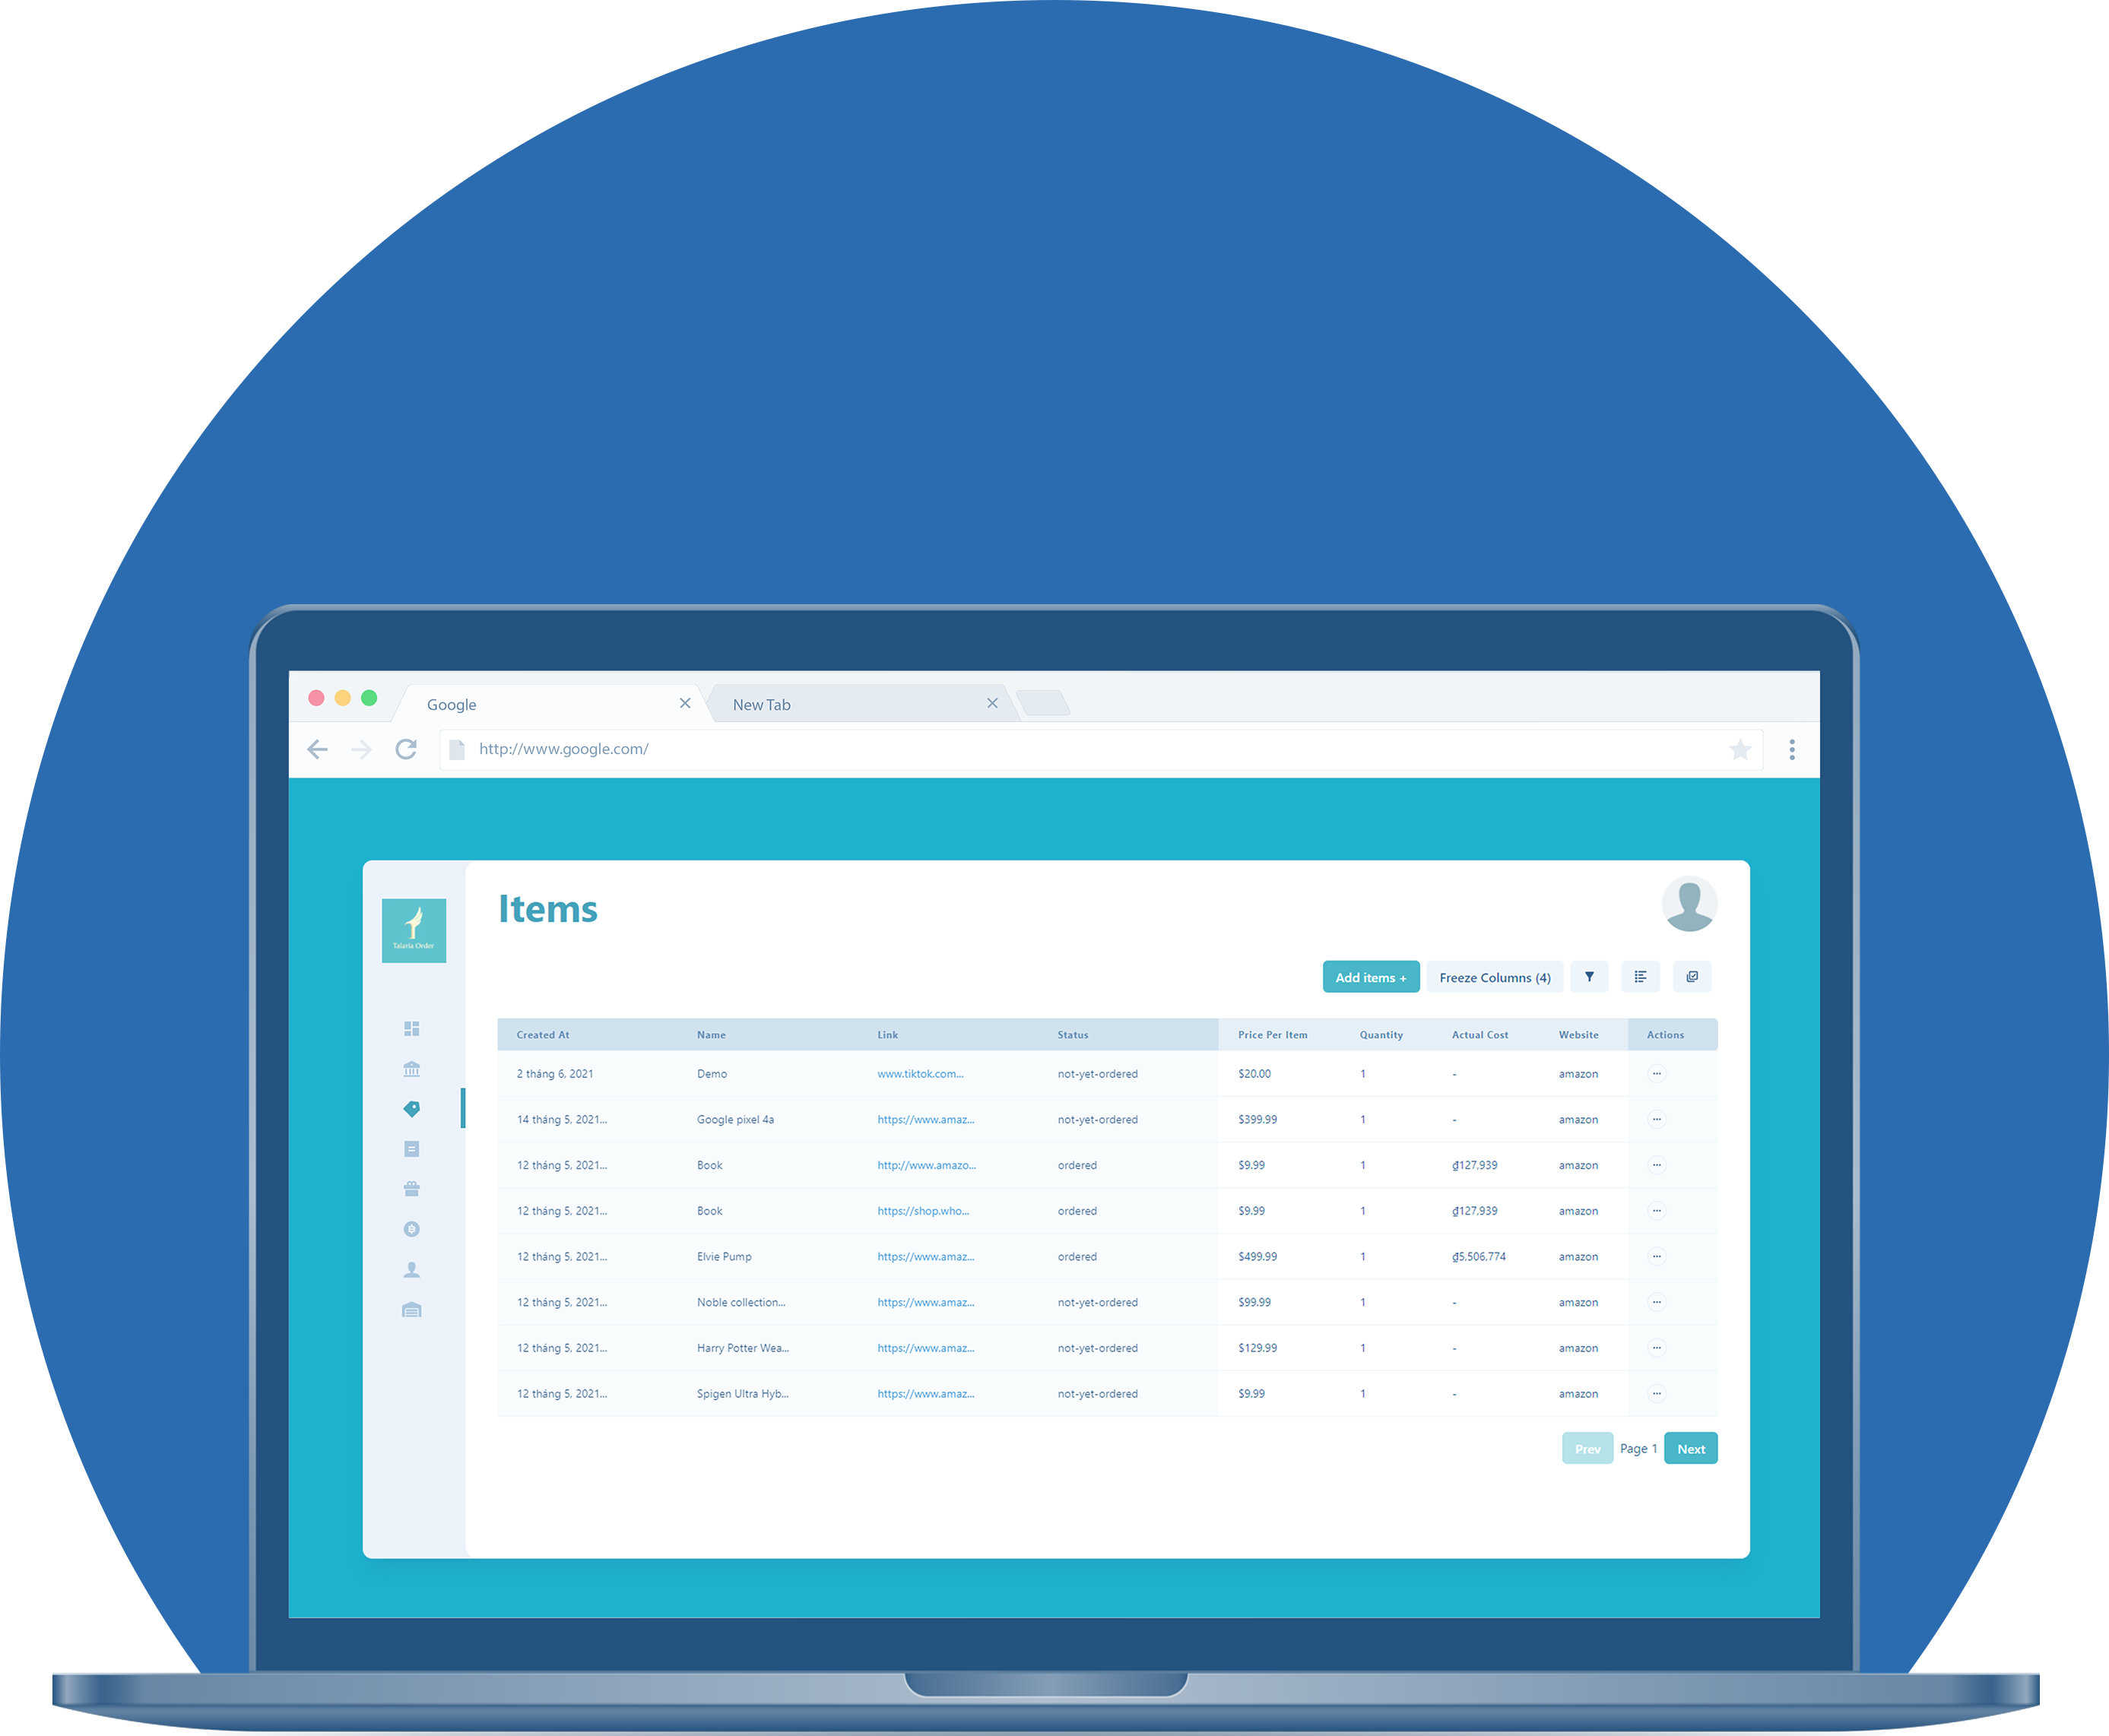 Google
New Tab
http://www.google.com/
Talaria Order
Items
Add items +
Freeze Columns (4)
Created At Name Link Status Price Per Item Quantity Actual Cost Website Actions
2 tháng 6, 2021 Demo www.tiktok.com... not-yet-ordered $20.00 1 - amazon
14 tháng 5, 2021... Google pixel 4a https://www.amaz... not-yet-ordered $399.99 1 - amazon
12 tháng 5, 2021... Book http://www.amazo... ordered $9.99 1 ₫127,939 amazon
12 tháng 5, 2021... Book https://shop.who... ordered $9.99 1 ₫127,939 amazon
12 tháng 5, 2021... Elvie Pump https://www.amaz... ordered $499.99 1 ₫5,506,774 amazon
12 tháng 5, 2021... Noble collection... https://www.amaz... not-yet-ordered $99.99 1 - amazon
12 tháng 5, 2021... Harry Potter Wea... https://www.amaz... not-yet-ordered $129.99 1 - amazon
12 tháng 5, 2021... Spigen Ultra Hyb... https://www.amaz... not-yet-ordered $9.99 1 - amazon
Prev Page 1 Next